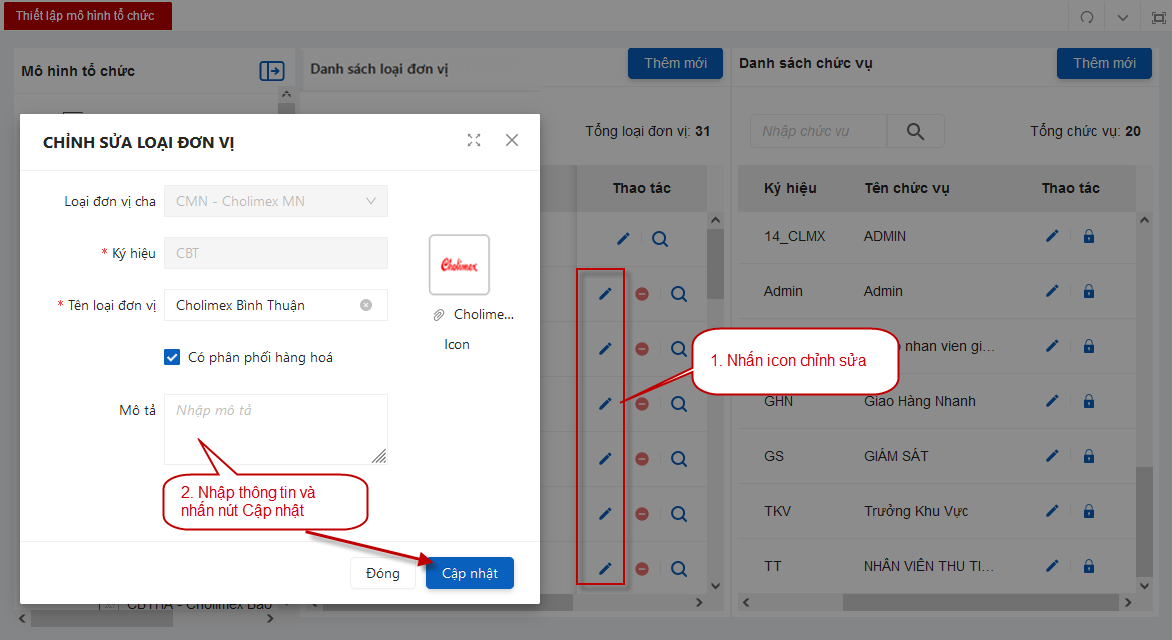 Thiết lập mô hình tổ chức
Mô hình tổ chức
Danh sách loại đơn vị
Thêm mới
Danh sách chức vụ
Thêm mới
Tổng loại đơn vị: 31
Nhập chức vụ
Tổng chức vụ: 20
Thao tác
Ký hiệu
Tên chức vụ
Thao tác
14_CLMX
ADMIN
Admin
Admin
nhan vien gi...
GHN
Giao Hàng Nhanh
GS
GIÁM SÁT
TKV
Trưởng Khu Vực
TT
NHÂN VIÊN THU TI...
CHỈNH SỬA LOẠI ĐƠN VỊ
Loại đơn vị cha
CMN - Cholimex MN
* Ký hiệu
CBT
* Tên loại đơn vị
Cholimex Bình Thuận
Cholimex
Cholime...
Icon
Có phân phối hàng hoá
Mô tả
Nhập mô tả
1. Nhấn icon chỉnh sửa
2. Nhập thông tin và
nhấn nút Cập nhật
Đóng
Cập nhật